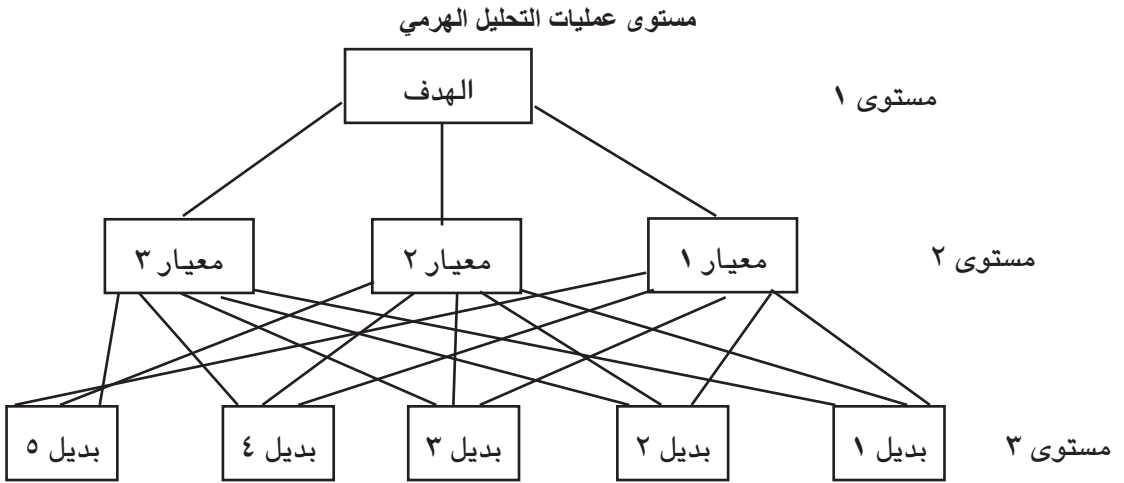 مستوى عمليات التحليل الهرمي
الهدف
مستوى ١
معيار ١
معيار ٢
معيار ٣
مستوى ٢
بديل ١
بديل ٢
بديل ٣
بديل ٤
بديل ٥
مستوى ٣